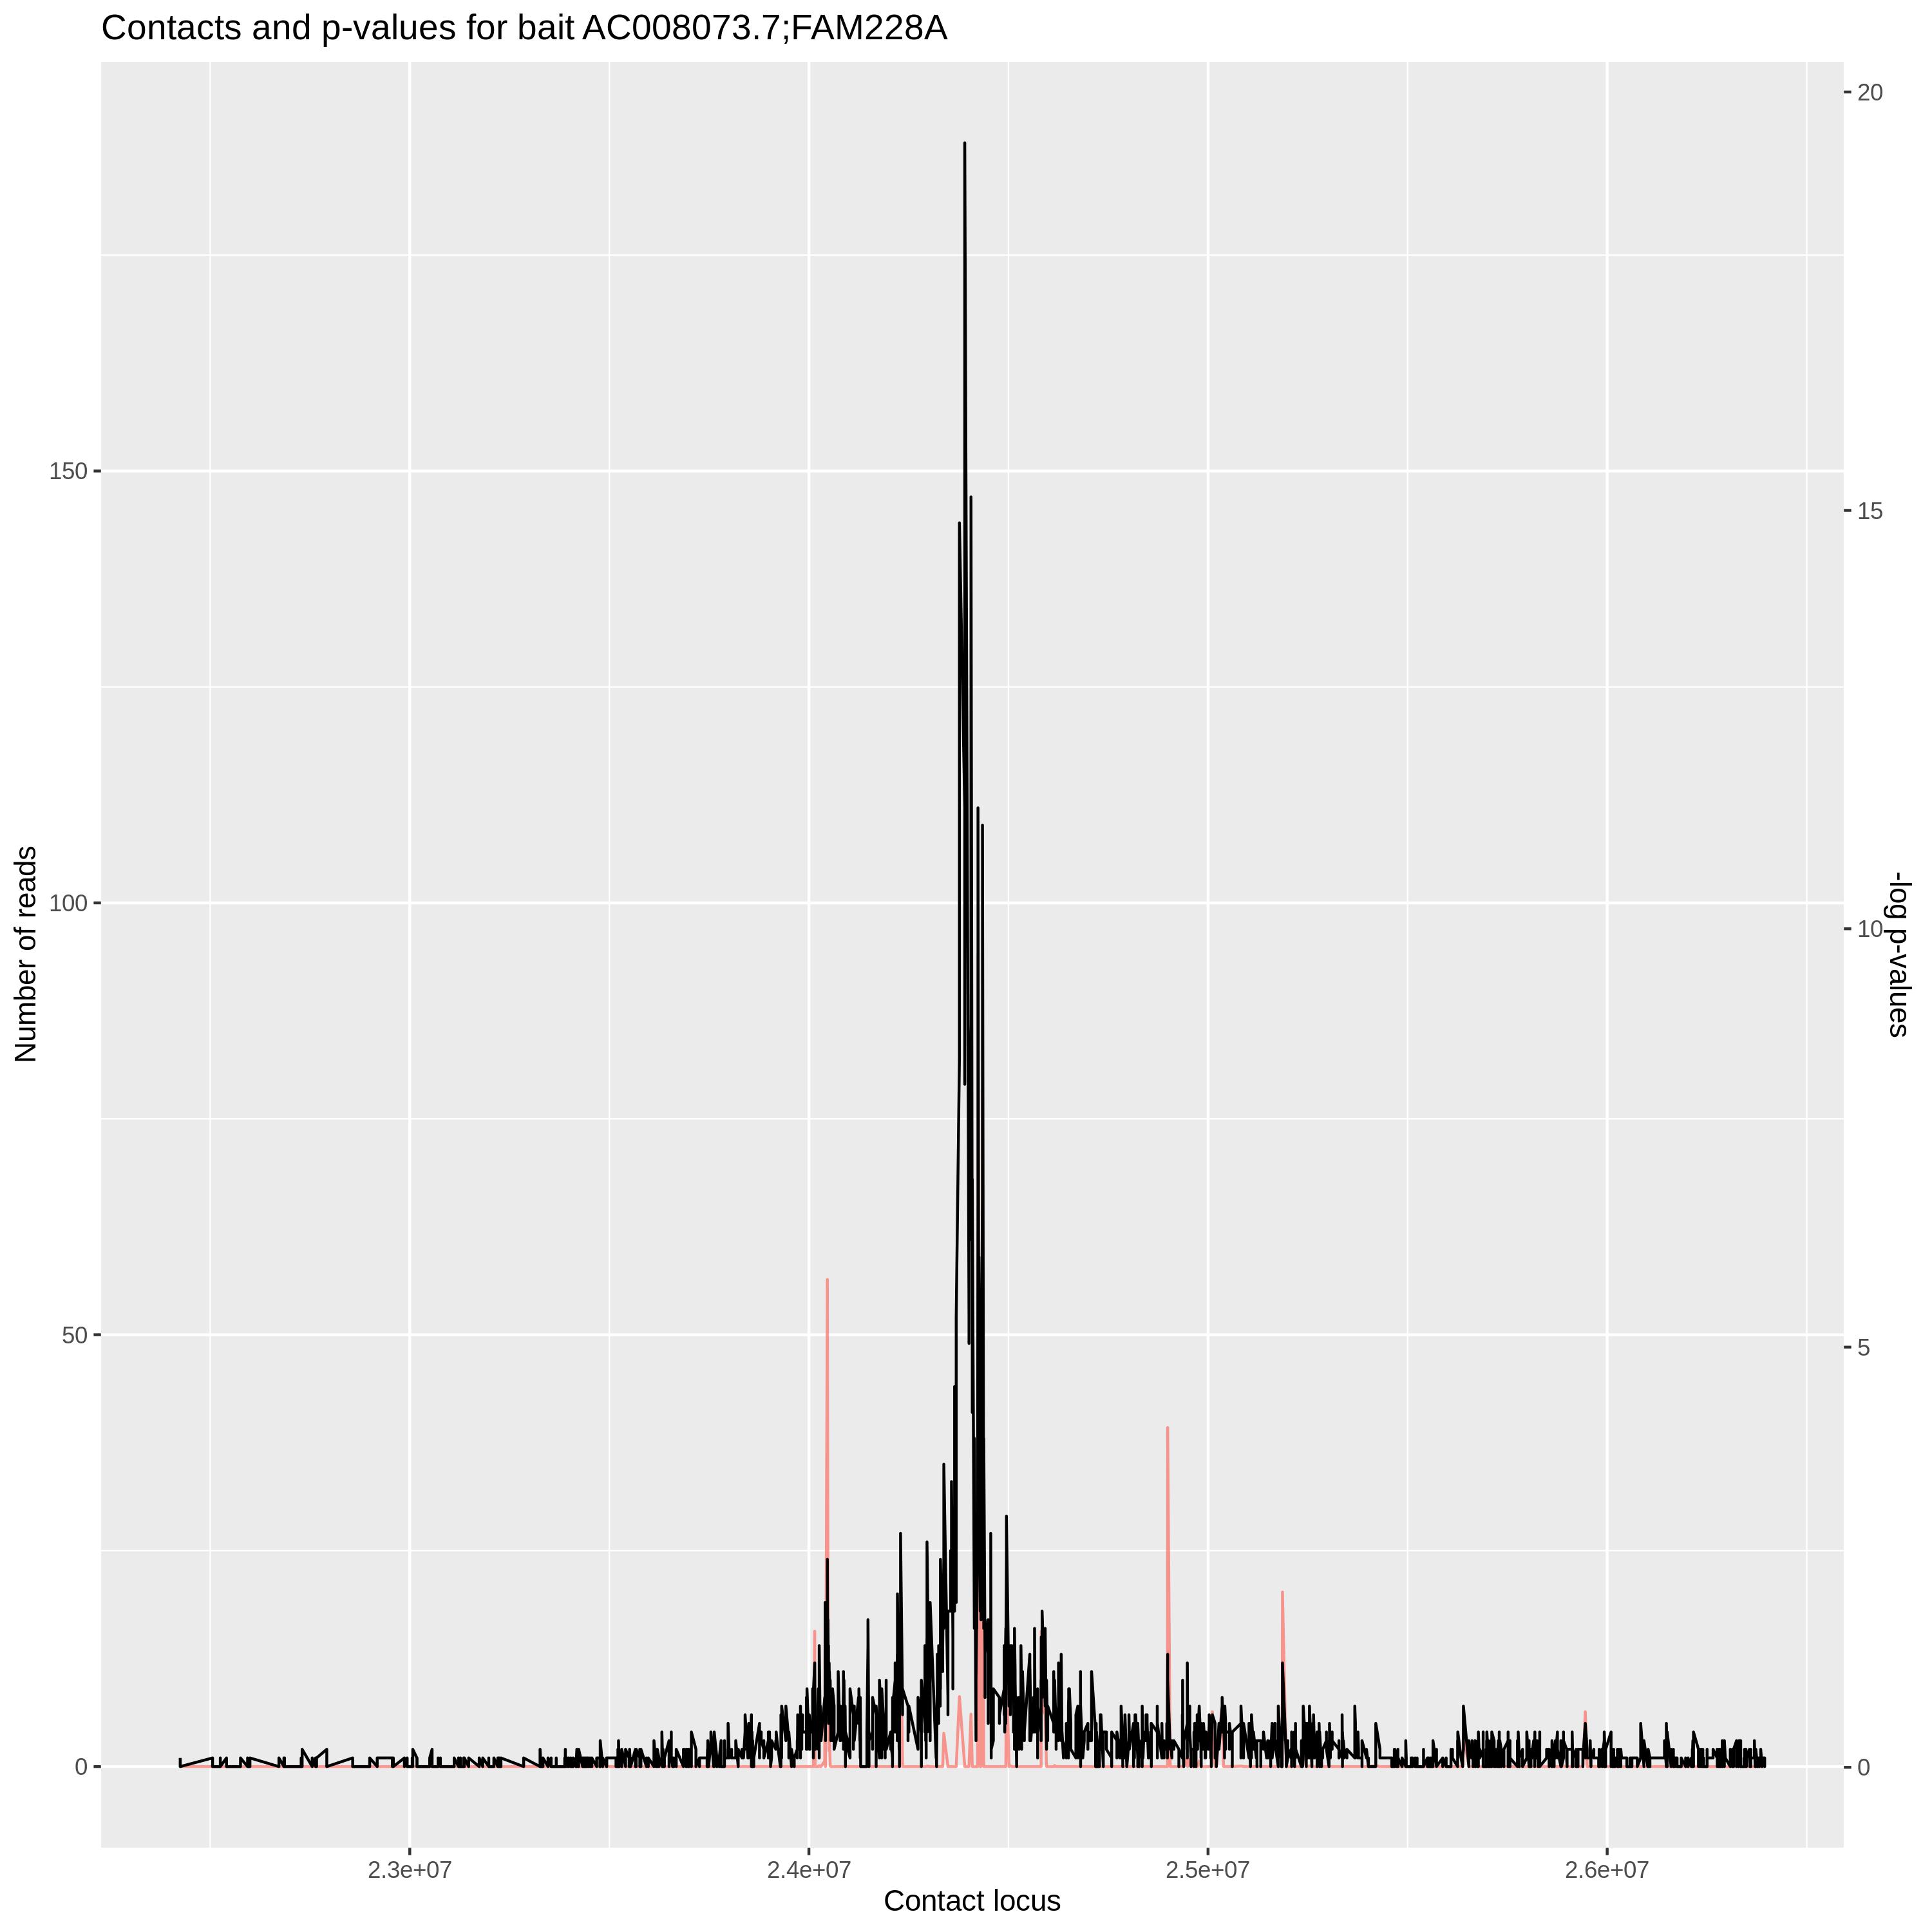 Contacts and p-values for bait AC008073.7;FAM228A
20
150
15
100
10
Number of reads
-log p-values
50
5
0
0
2.3e+07
2.4e+07
2.5e+07
2.6e+07
Contact locus